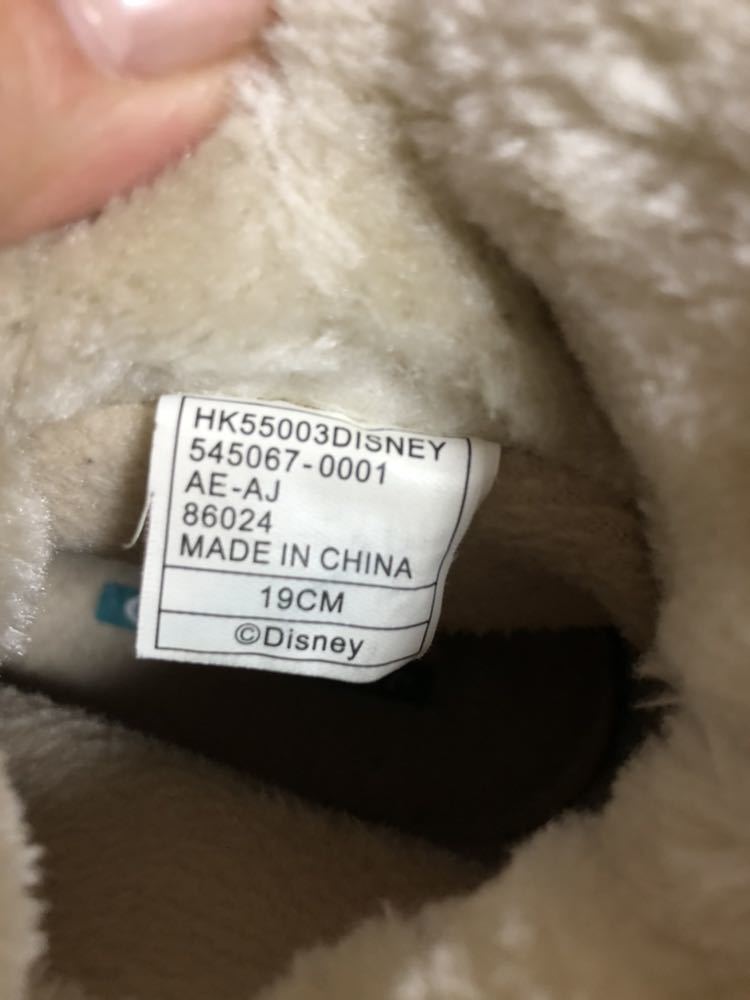 HK55003DISNEY
545067-0001
AE-AJ
86024
MADE IN CHINA
19CM
©Disney